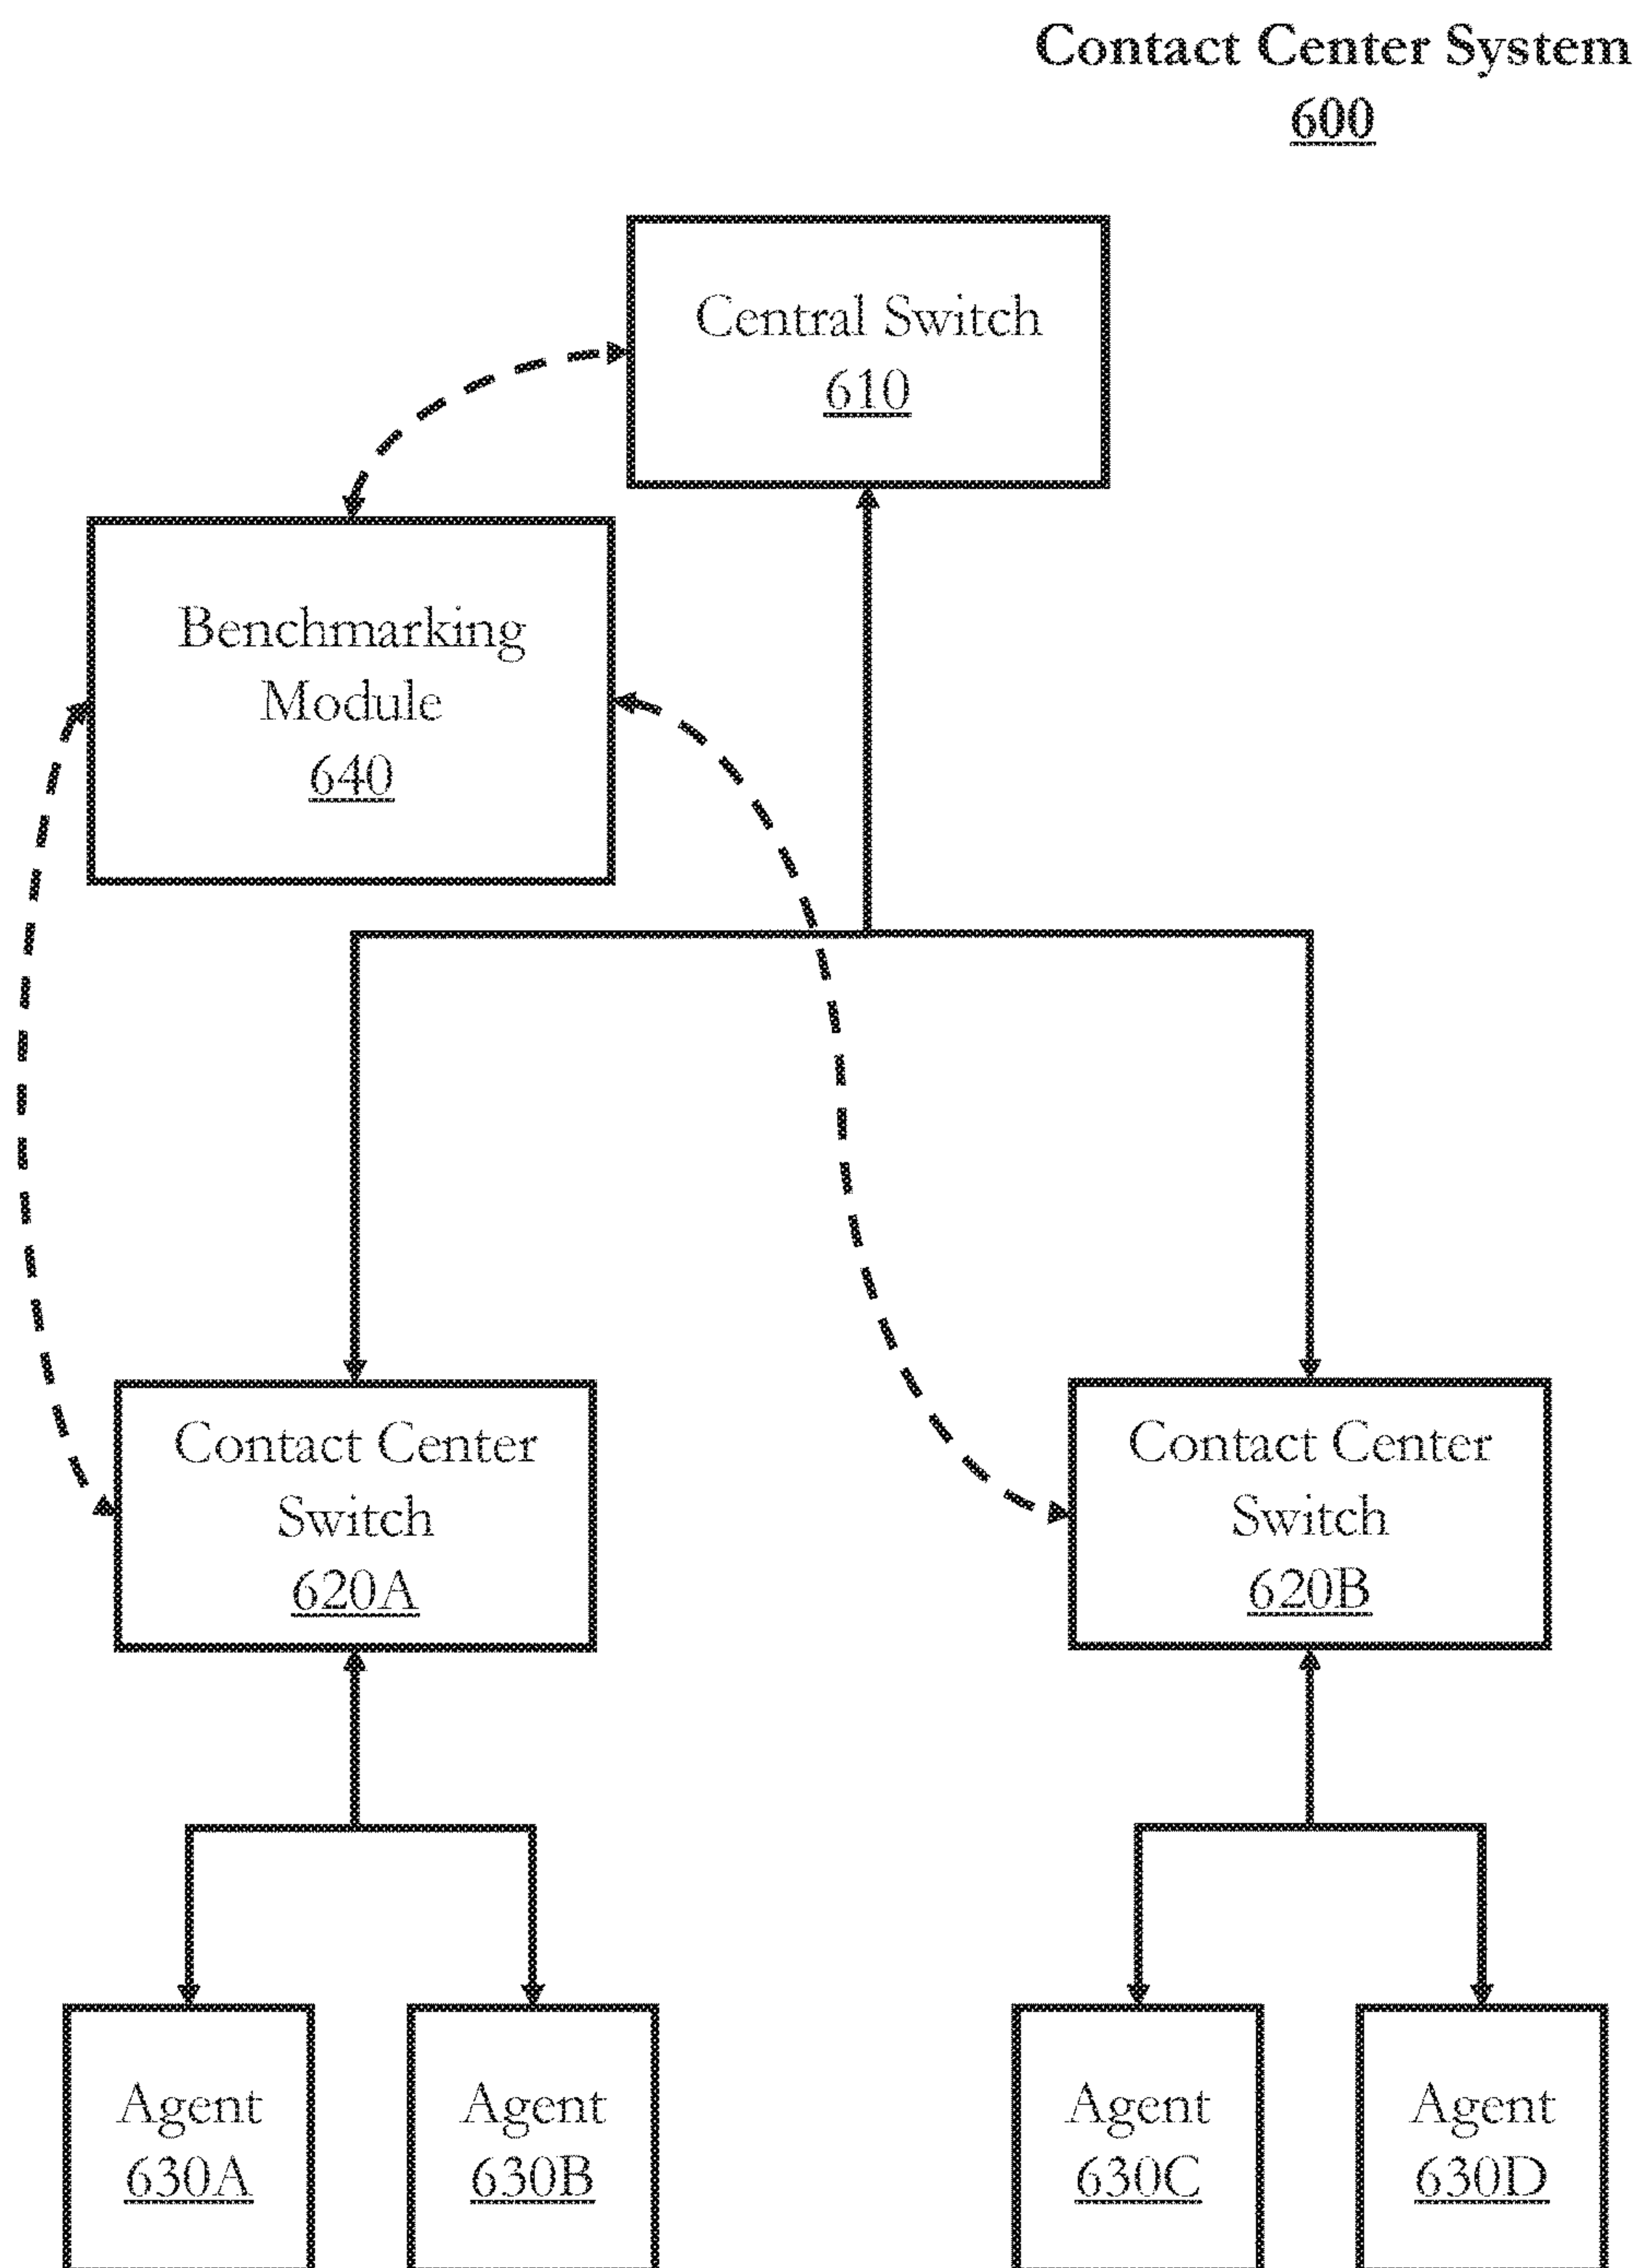 Contact Center System
600
Central Switch
610
Benchmarking
Module
640
Contact Center
Switch
620A
Contact Center
Switch
620B
Agent
630A
Agent
630B
Agent
630C
Agent
630D